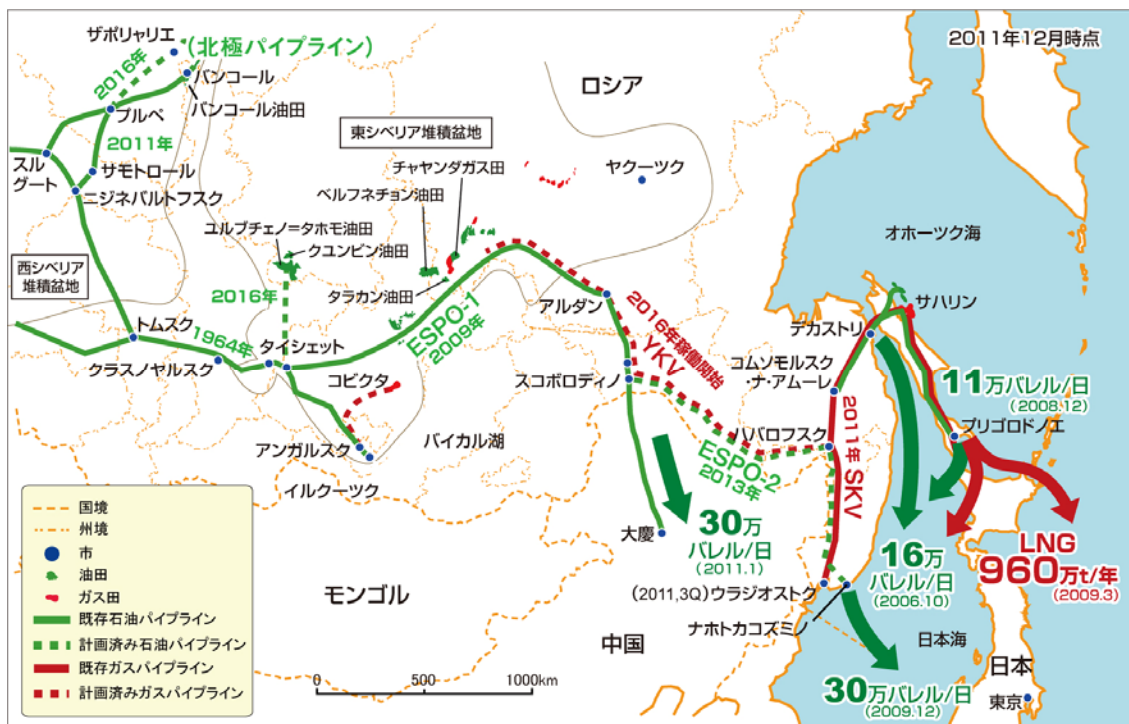 2011年12月時点
ザポリャリエ
(北極パイプライン)
2016年
バンコール
バンコール油田
プルペ
2011年
サモトロール
スル
グート
ニジネバルトフスク
西シベリア
堆積盆地
ロシア
東シベリア堆積盆地
チャヤンダガス田
ベルフネチョン油田
ヤクーツク
ユルブチェノータホモ油田
クユンビン油田
タラカン油田
2016年
トムスク
1964年
タイシェット
クラスノヤルスク
ESPO-1
2009年
コビクタ
アンガルスク
イルクーツク
バイカル湖
アルダン
2016年稼働開始
YKV
スコボロディノ
オホーツク海
サハリン
デカストリ
コムソモルスク
・ナ・アムーレ
11万バレル/日
(2008.12)
プリゴロドノエ
ハバロフスク
2011年 SKV
ESPO-2
2013年
大慶
30万
バレル/日
(2011.1)
16万
バレル/日
(2006.10)
LNG
960万t/年
(2009.3)
(2011,3Q)ウラジオストク
ナホトカコズミノ
モンゴル
中国
日本海
日本
東京
30万バレル/日
(2009.12)
国境
州境
市
油田
ガス田
既存石油パイプライン
計画済み石油パイプライン
既存ガスパイプライン
計画済みガスパイプライン
0 500 1000km